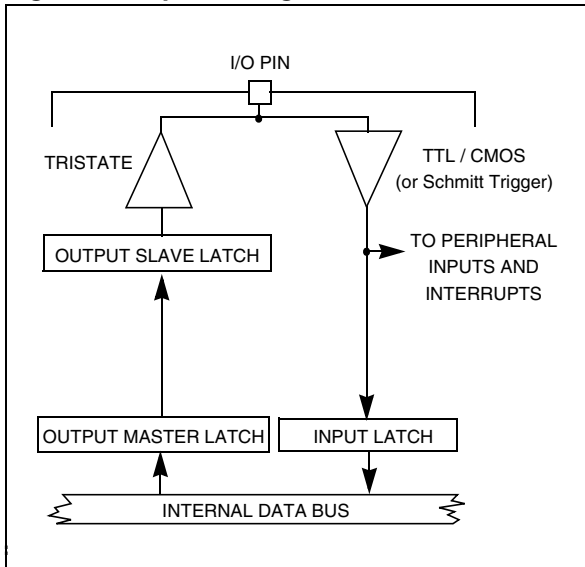 I/O PIN
TRISTATE
TTL / CMOS
(or Schmitt Trigger)
OUTPUT SLAVE LATCH
TO PERIPHERAL
INPUTS AND
INTERRUPTS
OUTPUT MASTER LATCH
INPUT LATCH
INTERNAL DATA BUS